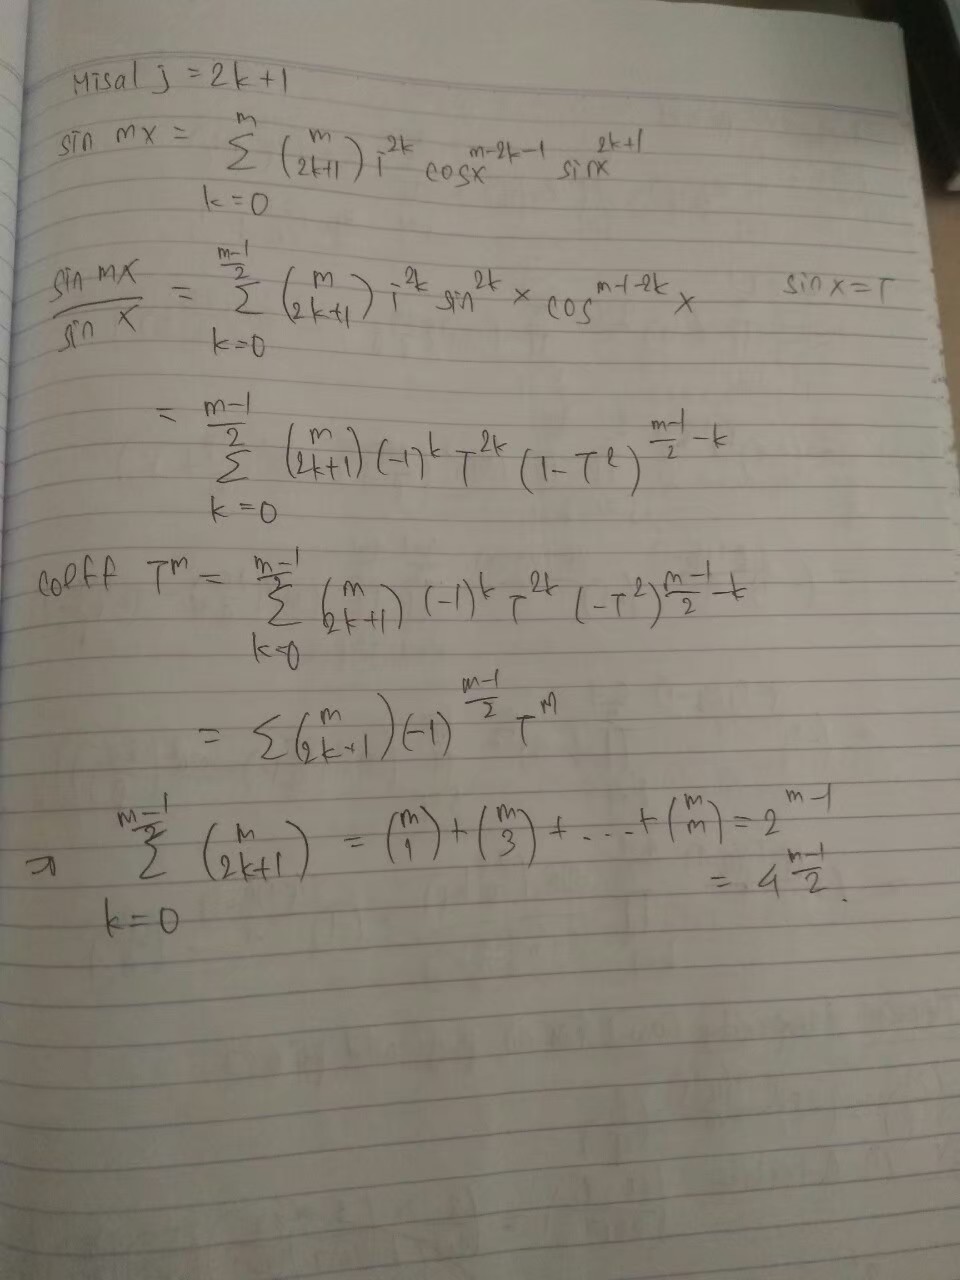 Misal j = 2k+1
sin mx = \sum_{k=0}^{m} \binom{m}{2k+1} i^{2k} cos x^{m-2k-1} sin x^{2k+1}
\frac{sin mx}{sin x} = \sum_{k=0}^{\frac{m-1}{2}} \binom{m}{2k+1} i^{2k} sin^{2k} x cos^{m-1-2k} x    sin x = T
= \sum_{k=0}^{\frac{m-1}{2}} \binom{m}{2k+1} (-1)^k T^{2k} (1-T^2)^{\frac{m-1}{2}-k}
coeff T^m = \sum_{k=0}^{\frac{m-1}{2}} \binom{m}{2k+1} (-1)^k T^{2k} (-T^2)^{\frac{m-1}{2}-k}
= \sum \binom{m}{2k+1} (-1)^{\frac{m-1}{2}} T^m
⇒ \sum_{k=0}^{\frac{m-1}{2}} \binom{m}{2k+1} = \binom{m}{1} + \binom{m}{3} + ... + \binom{m}{m} = 2^{m-1}
= 4^{\frac{m-1}{2}}.